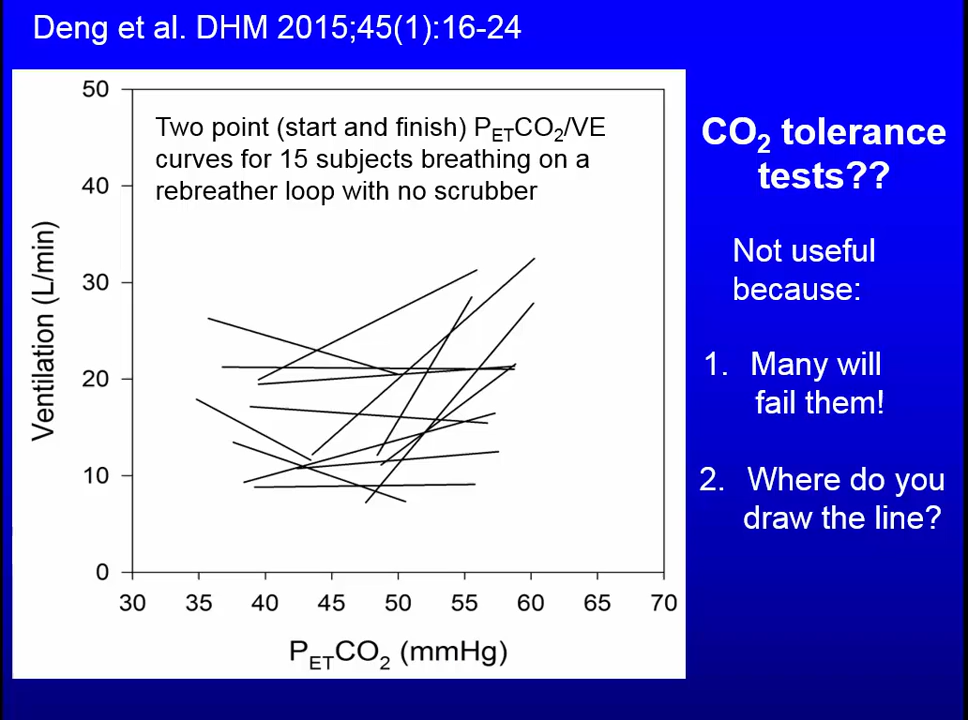 Deng et al. DHM 2015;45(1):16-24
50
40
30
20
10
0
Ventilation (L/min)
Two point (start and finish) PETCO2/VE
curves for 15 subjects breathing on a
rebreather loop with no scrubber
30 35 40 45 50 55 60 65 70
PETCO2 (mmHg)
CO2 tolerance
tests??
Not useful
because:
1. Many will
fail them!
2. Where do you
draw the line?